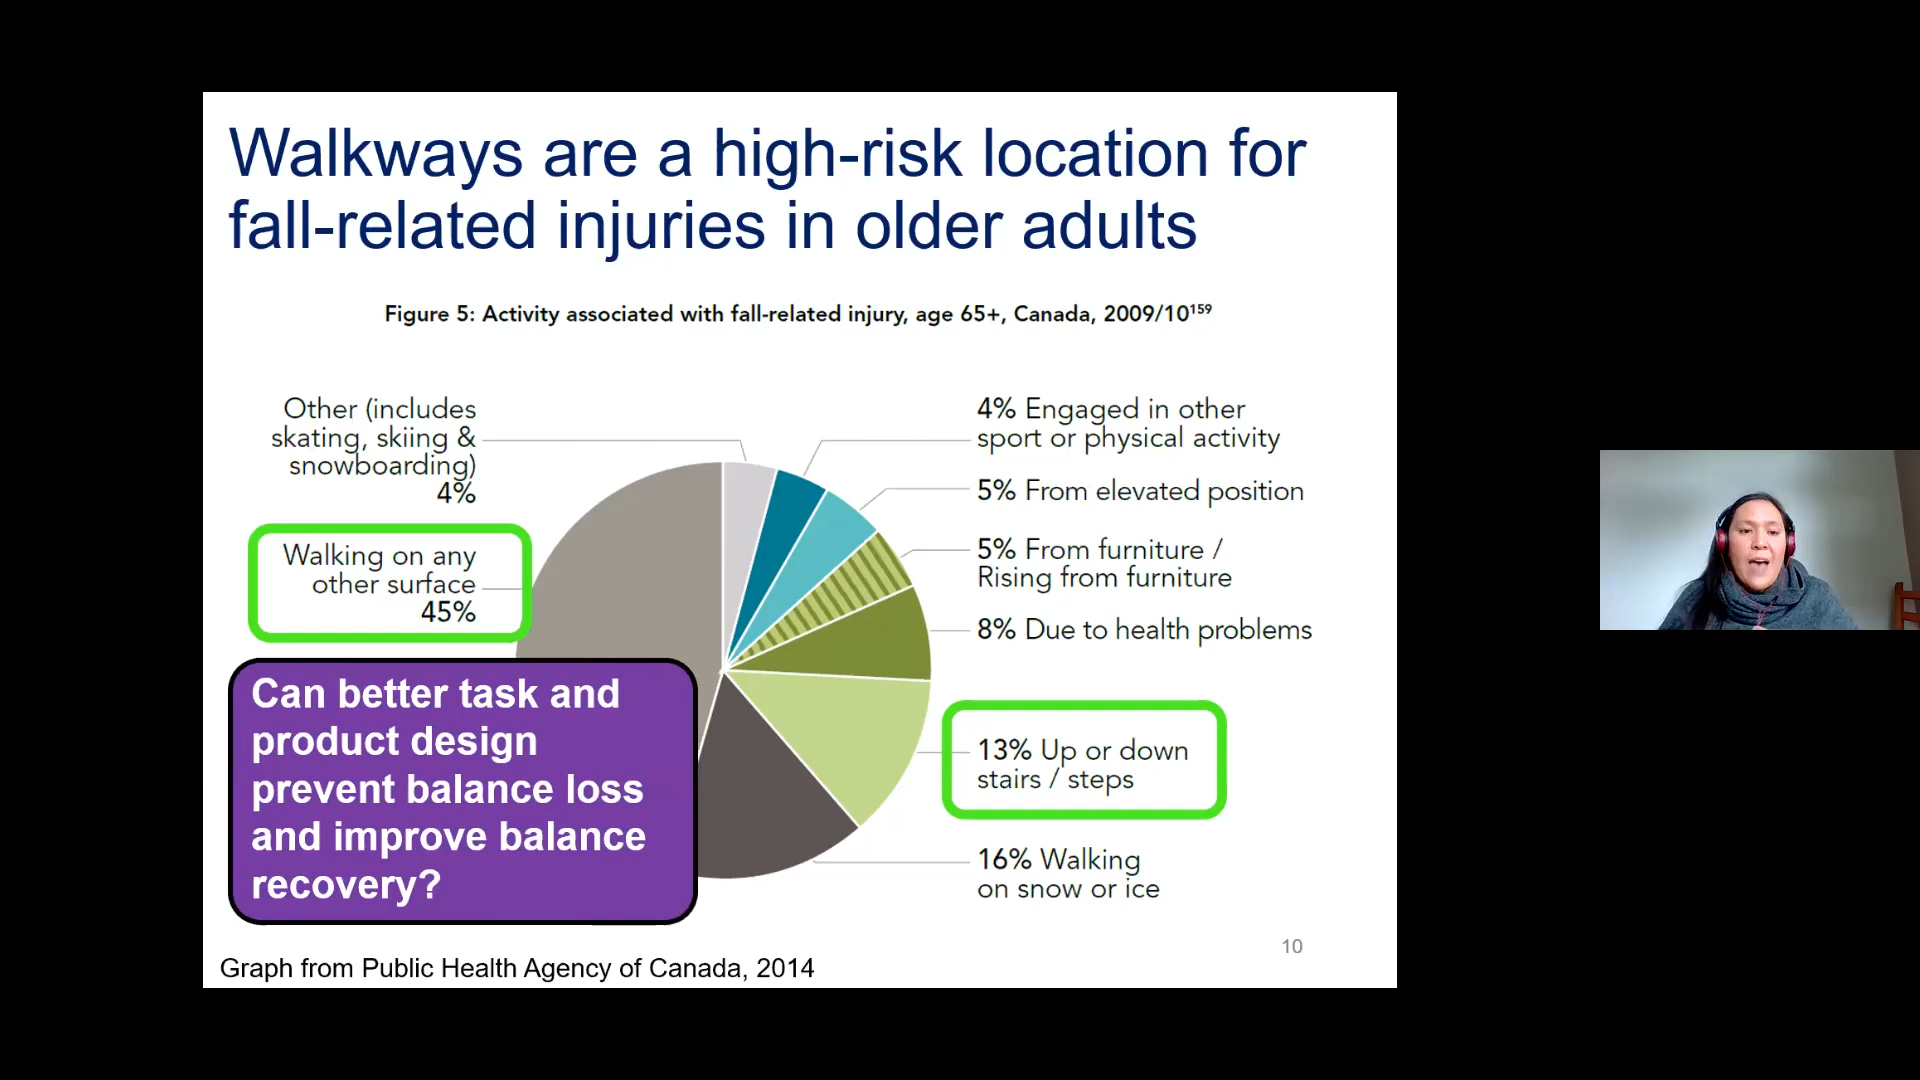 Walkways are a high-risk location for
fall-related injuries in older adults
Figure 5: Activity associated with fall-related injury, age 65+, Canada, 2009/10¹⁵⁹
Other (includes
skating, skiing &
snowboarding)
4%
Walking on any
other surface
45%
4% Engaged in other
sport or physical activity
5% From elevated position
5% From furniture /
Rising from furniture
8% Due to health problems
13% Up or down
stairs / steps
16% Walking
on snow or ice
Can better task and
product design
prevent balance loss
and improve balance
recovery?
Graph from Public Health Agency of Canada, 2014
10